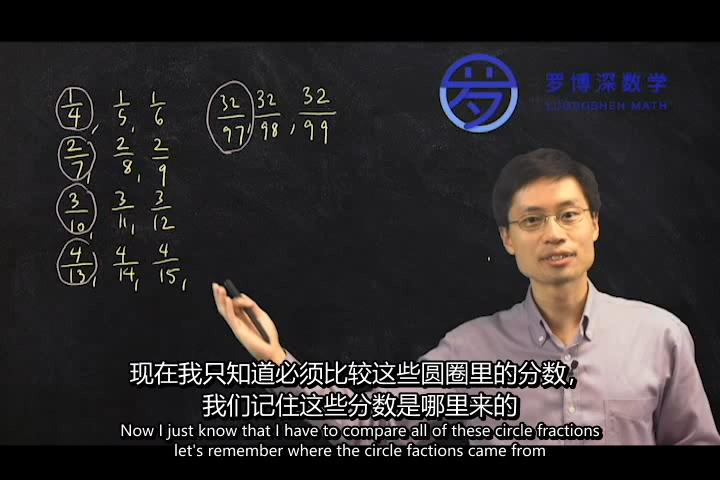 1/4, 1/5, 1/6
2/7, 2/8, 2/9
3/10, 3/11, 3/12
4/13, 4/14, 4/15,
32/97, 32/98, 32/99
罗博深数学
LUOBOSHEN MATH
现在我只知道必须比较这些圆圈里的分数,
我们记住这些分数是哪里来的
Now I just know that I have to compare all of these circle fractions
let's remember where the circle factions came from